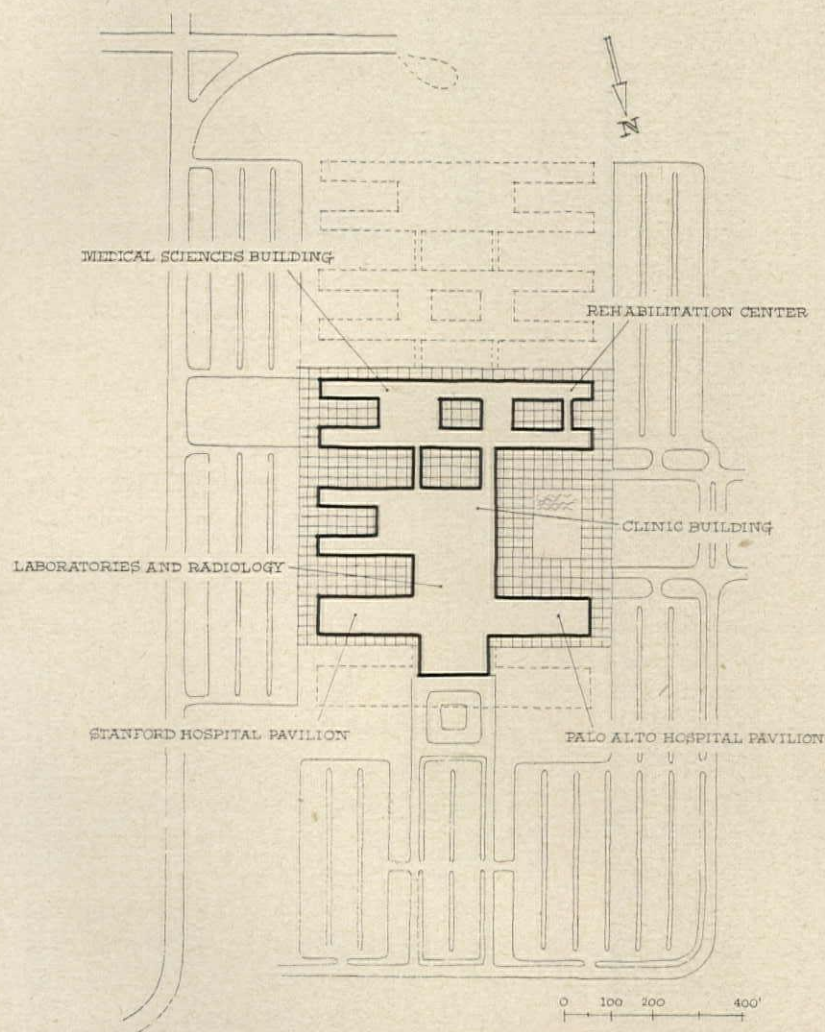 N
MEDICAL SCIENCES BUILDING
REHABILITATION CENTER
CLINIC BUILDING
LABORATORIES AND RADIOLOGY
STANFORD HOSPITAL PAVILION
PALO ALTO HOSPITAL PAVILION
0 100 200 400'